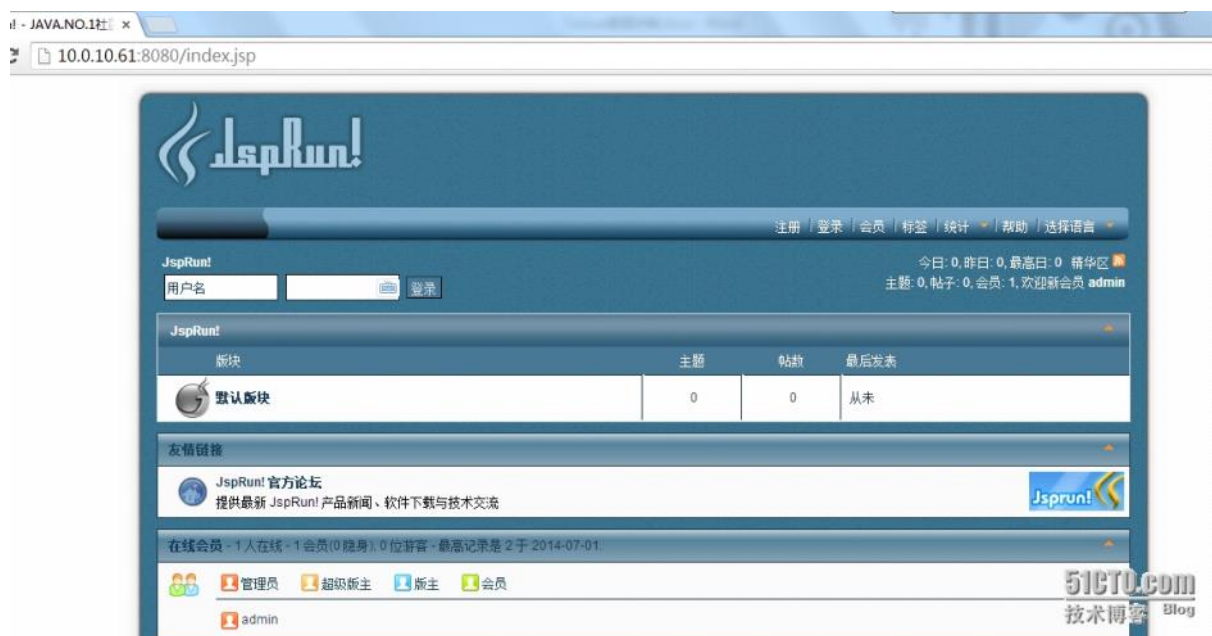 ! - JAVA.NO.1社
10.0.10.61:8080/index.jsp
JspRun!
注册 登录 会员 标签 统计 帮助 选择语言
JspRun!
今日: 0, 昨日: 0, 最高日: 0 精华区
用户名 登录
主题: 0, 帖子: 0, 会员: 1, 欢迎新会员 admin
JspRun!
版块 主题 帖数 最后发表
默认版块 0 0 从未
友情链接
JspRun! 官方论坛
提供最新 JspRun! 产品新闻、软件下载与技术交流
Jsprun!
在线会员 - 1 人在线 - 1 会员(0 隐身), 0 位游客 - 最高记录是 2 于 2014-07-01.
管理员 超级版主 版主 会员
admin
51CTO.com
技术博客 Blog